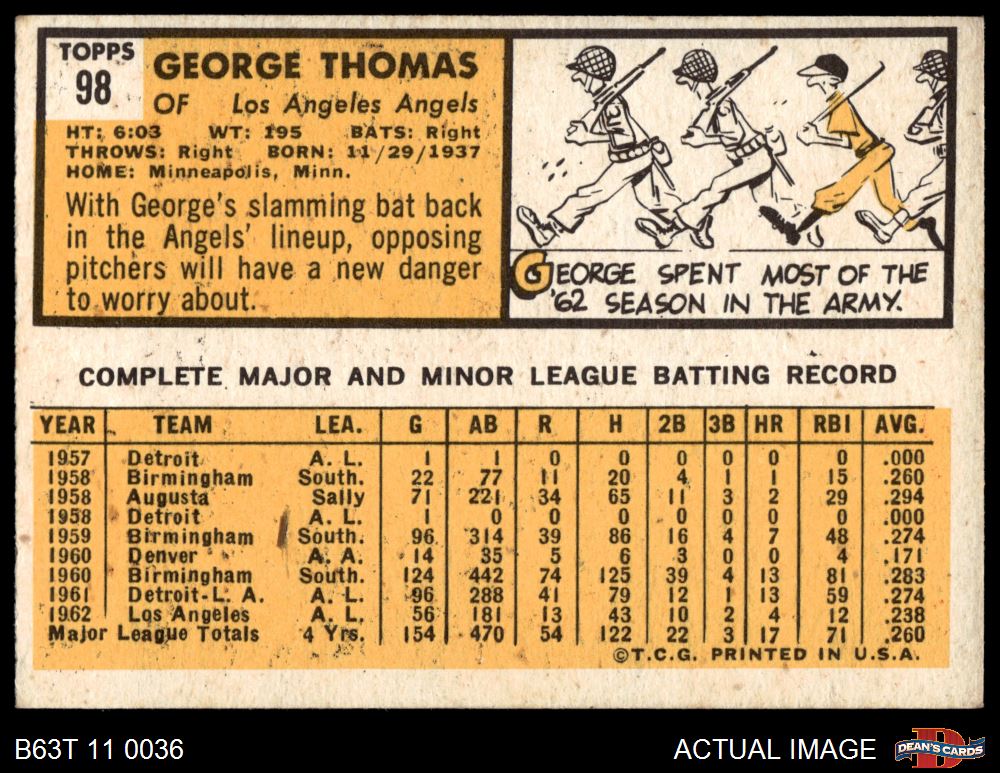 TOPPS
98
GEORGE THOMAS
OF Los Angeles Angels
HT: 6:03 WT: 195 BATS: Right
THROWS: Right BORN: 11/29/1937
HOME: Minneapolis, Minn.
With George's slamming bat back
in the Angels' lineup, opposing
pitchers will have a new danger
to worry about.
GEORGE SPENT MOST OF THE
'62 SEASON IN THE ARMY.
COMPLETE MAJOR AND MINOR LEAGUE BATTING RECORD
YEAR TEAM LEA. G AB R H 2B 3B HR RBI AVG.
1957 Detroit A. L. 1 1 0 0 0 0 0 0 .000
1958 Birmingham South. 22 77 11 20 4 1 1 15 .260
1958 Augusta Sally 71 221 34 65 11 3 2 29 .294
1958 Detroit A. L. 1 0 0 0 0 0 0 0 .000
1959 Birmingham South. 96 314 39 86 16 4 7 48 .274
1960 Denver A. A. 14 35 5 6 3 0 0 4 .171
1960 Birmingham South. 124 442 74 125 39 4 13 81 .283
1961 Detroit-L. A. A. L. 96 288 41 79 12 1 13 59 .274
1962 Los Angeles A. L. 56 181 13 43 10 2 4 12 .238
Major League Totals 4 Yrs. 154 470 54 122 22 3 17 71 .260
©T.C.G. PRINTED IN U.S.A.
B63T 11 0036
ACTUAL IMAGE
DEAN'S CARDS